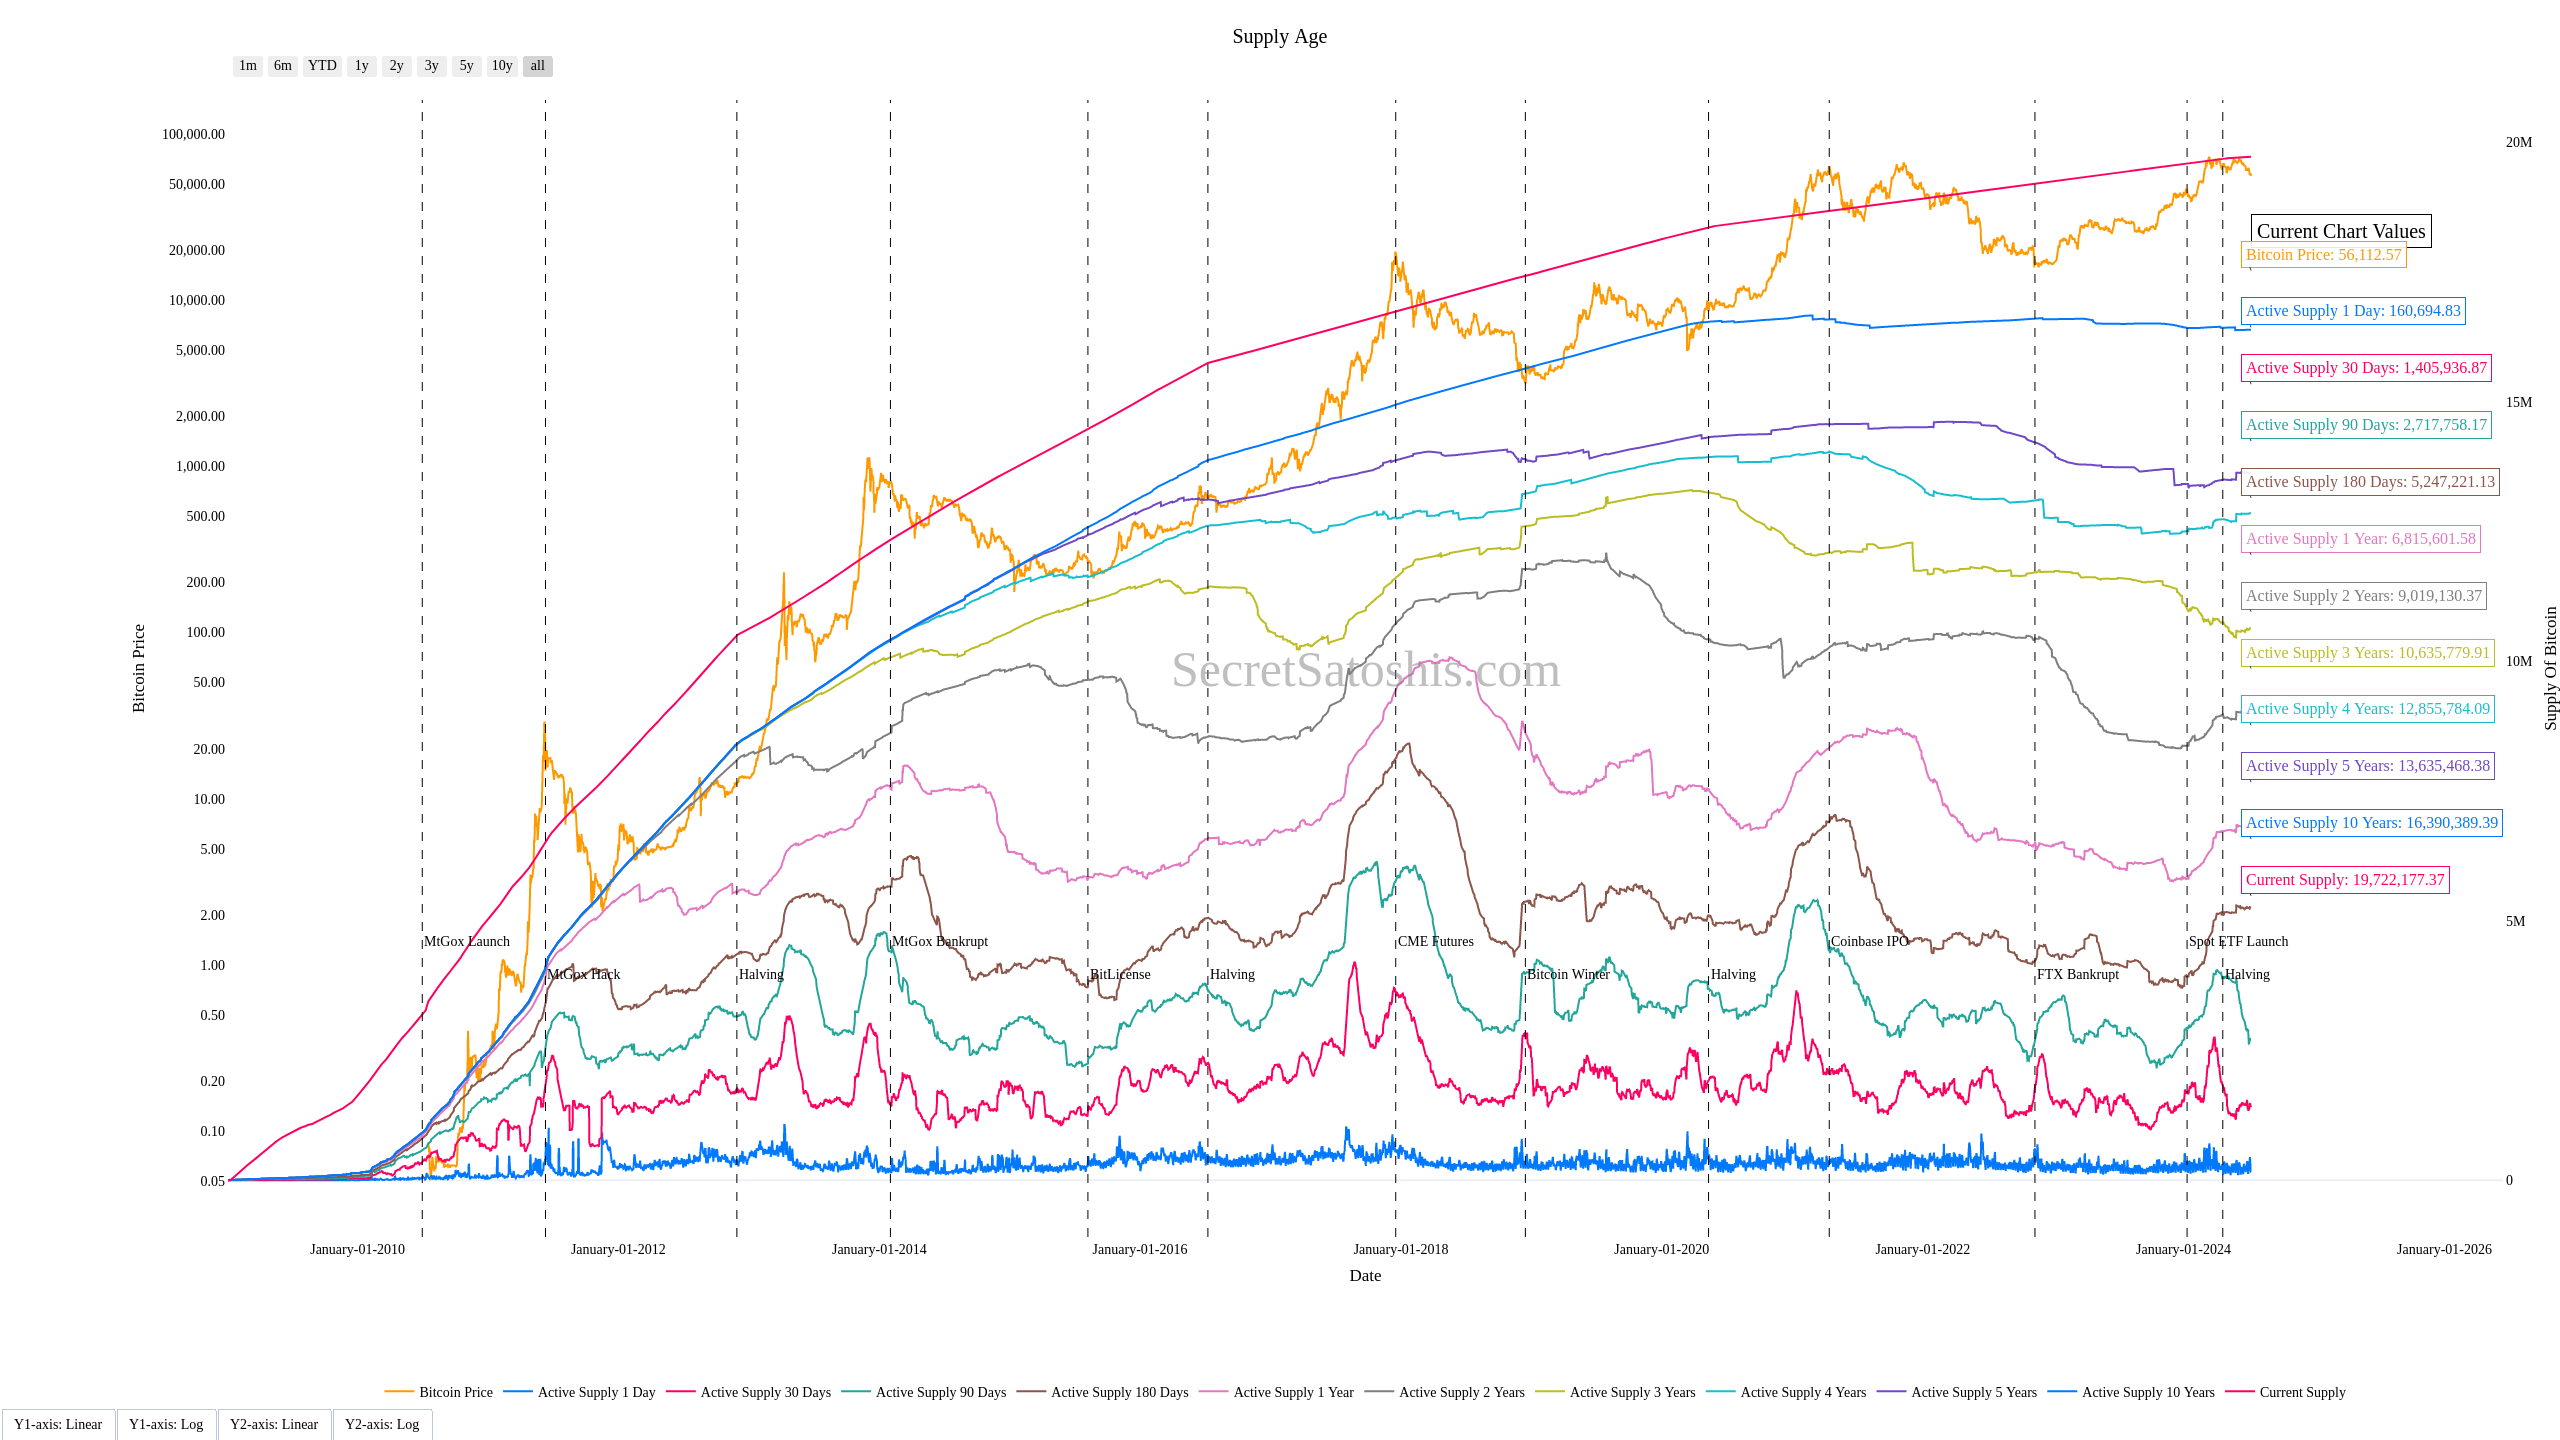 Supply Age
1m 6m YTD 1y 2y 3y 5y 10y all
100,000.00
50,000.00
20,000.00
10,000.00
5,000.00
2,000.00
1,000.00
500.00
200.00
100.00
50.00
20.00
10.00
5.00
2.00
1.00
0.50
0.20
0.10
0.05
Bitcoin Price
20M
15M
10M
5M
0
Supply Of Bitcoin
Current Chart Values
Bitcoin Price: 56,112.57
Active Supply 1 Day: 160,694.83
Active Supply 30 Days: 1,405,936.87
Active Supply 90 Days: 2,717,758.17
Active Supply 180 Days: 5,247,221.13
Active Supply 1 Year: 6,815,601.58
Active Supply 2 Years: 9,019,130.37
Active Supply 3 Years: 10,635,779.91
Active Supply 4 Years: 12,855,784.09
Active Supply 5 Years: 13,635,468.38
Active Supply 10 Years: 16,390,389.39
Current Supply: 19,722,177.37
SecretSatoshis.com
MtGox Launch
MtGox Bankrupt
CME Futures
Coinbase IPO
Spot ETF Launch
MtGox Hack
Halving
BitLicense
Halving
Bitcoin Winter
Halving
FTX Bankrupt
Halving
January-01-2010
January-01-2012
January-01-2014
January-01-2016
January-01-2018
January-01-2020
January-01-2022
January-01-2024
January-01-2026
Date
Bitcoin Price
Active Supply 1 Day
Active Supply 30 Days
Active Supply 90 Days
Active Supply 180 Days
Active Supply 1 Year
Active Supply 2 Years
Active Supply 3 Years
Active Supply 4 Years
Active Supply 5 Years
Active Supply 10 Years
Current Supply
Y1-axis: Linear
Y1-axis: Log
Y2-axis: Linear
Y2-axis: Log